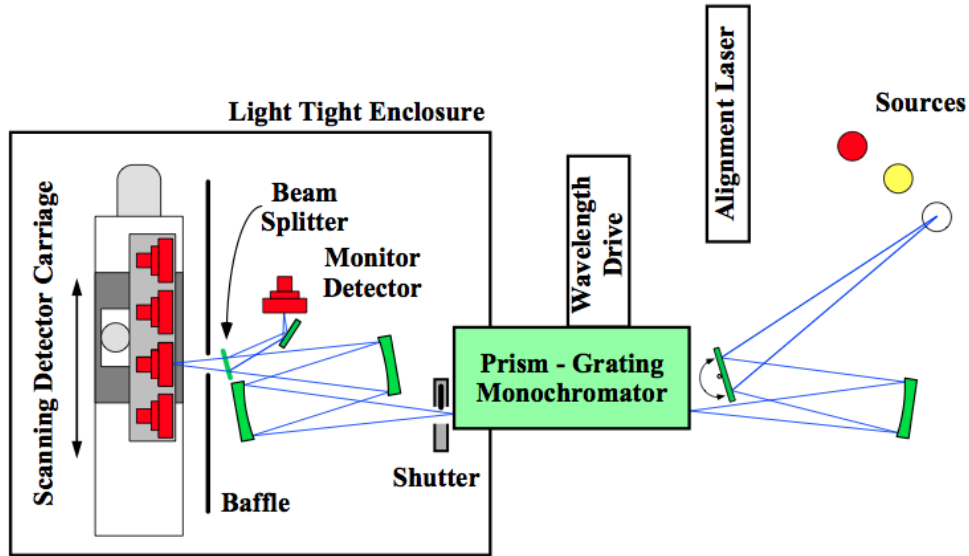 Light Tight Enclosure
Sources
Alignment Laser
Wavelength
Drive
Beam
Splitter
Monitor
Detector
Scanning Detector Carriage
Prism - Grating
Monochromator
Shutter
Baffle